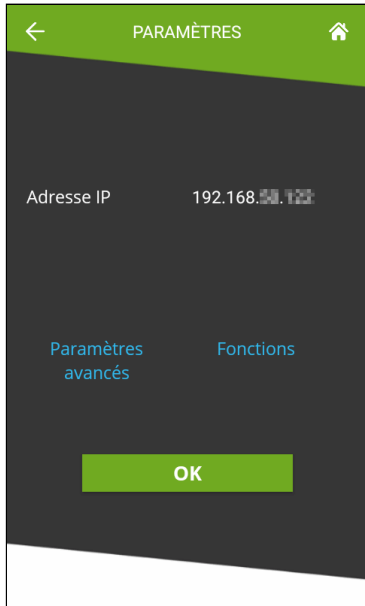 PARAMÈTRES
Adresse IP 192.168.
Paramètres Fonctions
avancés
OK